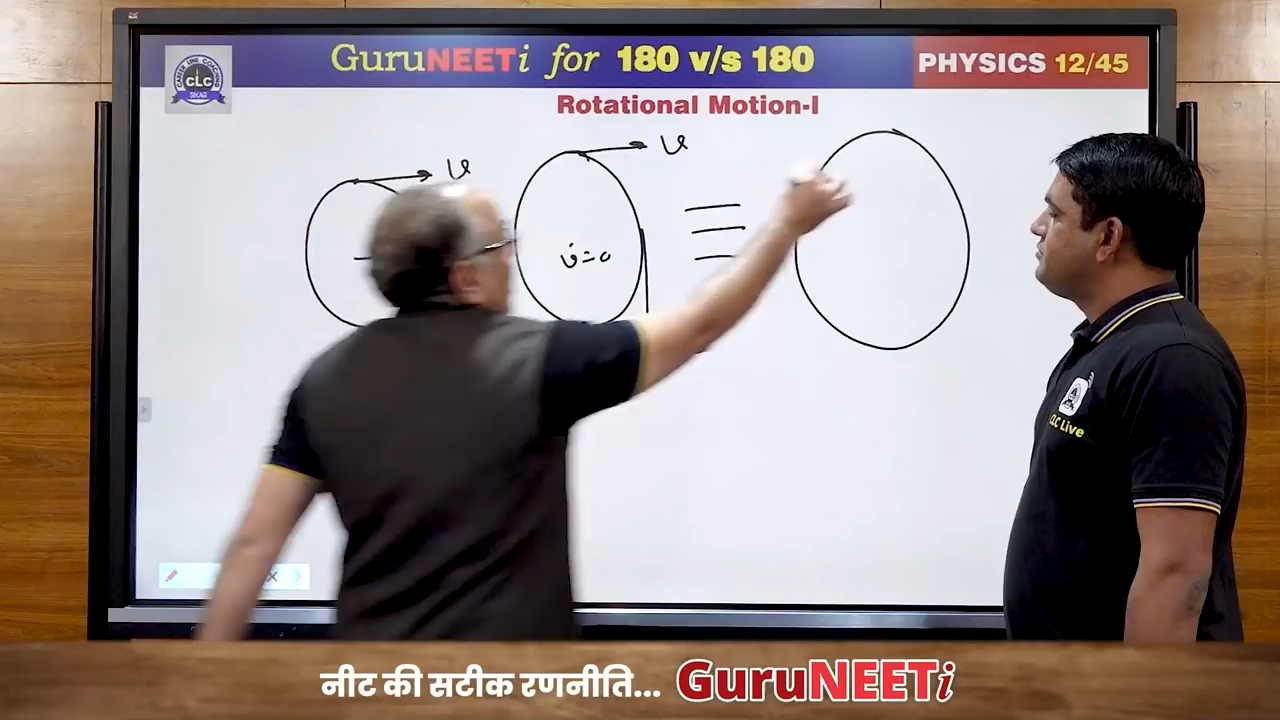 GuruNEETi for 180 v/s 180
PHYSICS 12/45
CLC
SIKAR
Rotational Motion-I
v
v
v=0
CLC Live
नीट की सटीक रणनीति... GuruNEETi